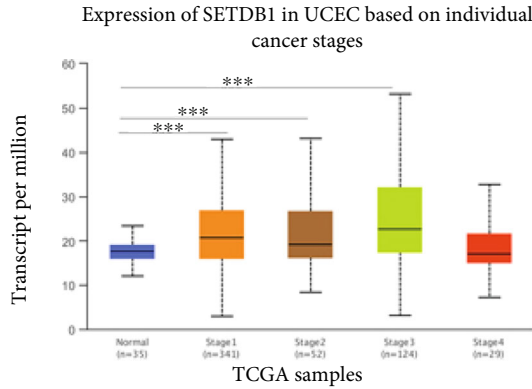 Expression of SETDB1 in UCEC based on individual
cancer stages
Transcript per million
60
50
40
30
20
10
0
***
***
***
Normal
(n=35)
Stage1
(n=341)
Stage2
(n=52)
Stage3
(n=124)
Stage4
(n=29)
TCGA samples